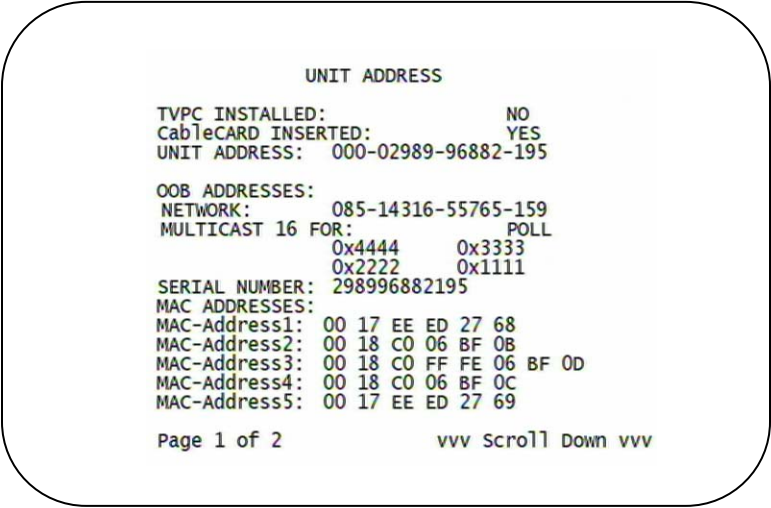 UNIT ADDRESS
TVPC INSTALLED: NO
CableCARD INSERTED: YES
UNIT ADDRESS: 000-02989-96882-195
OOB ADDRESSES:
NETWORK: 085-14316-55765-159
MULTICAST 16 FOR: POLL
0x4444 0x3333
0x2222 0x1111
SERIAL NUMBER: 298996882195
MAC ADDRESSES:
MAC-Address1: 00 17 EE ED 27 68
MAC-Address2: 00 18 C0 06 BF 0B
MAC-Address3: 00 18 C0 FF FE 06 BF 0D
MAC-Address4: 00 18 C0 06 BF 0C
MAC-Address5: 00 17 EE ED 27 69
Page 1 of 2 vvv Scroll Down vvv